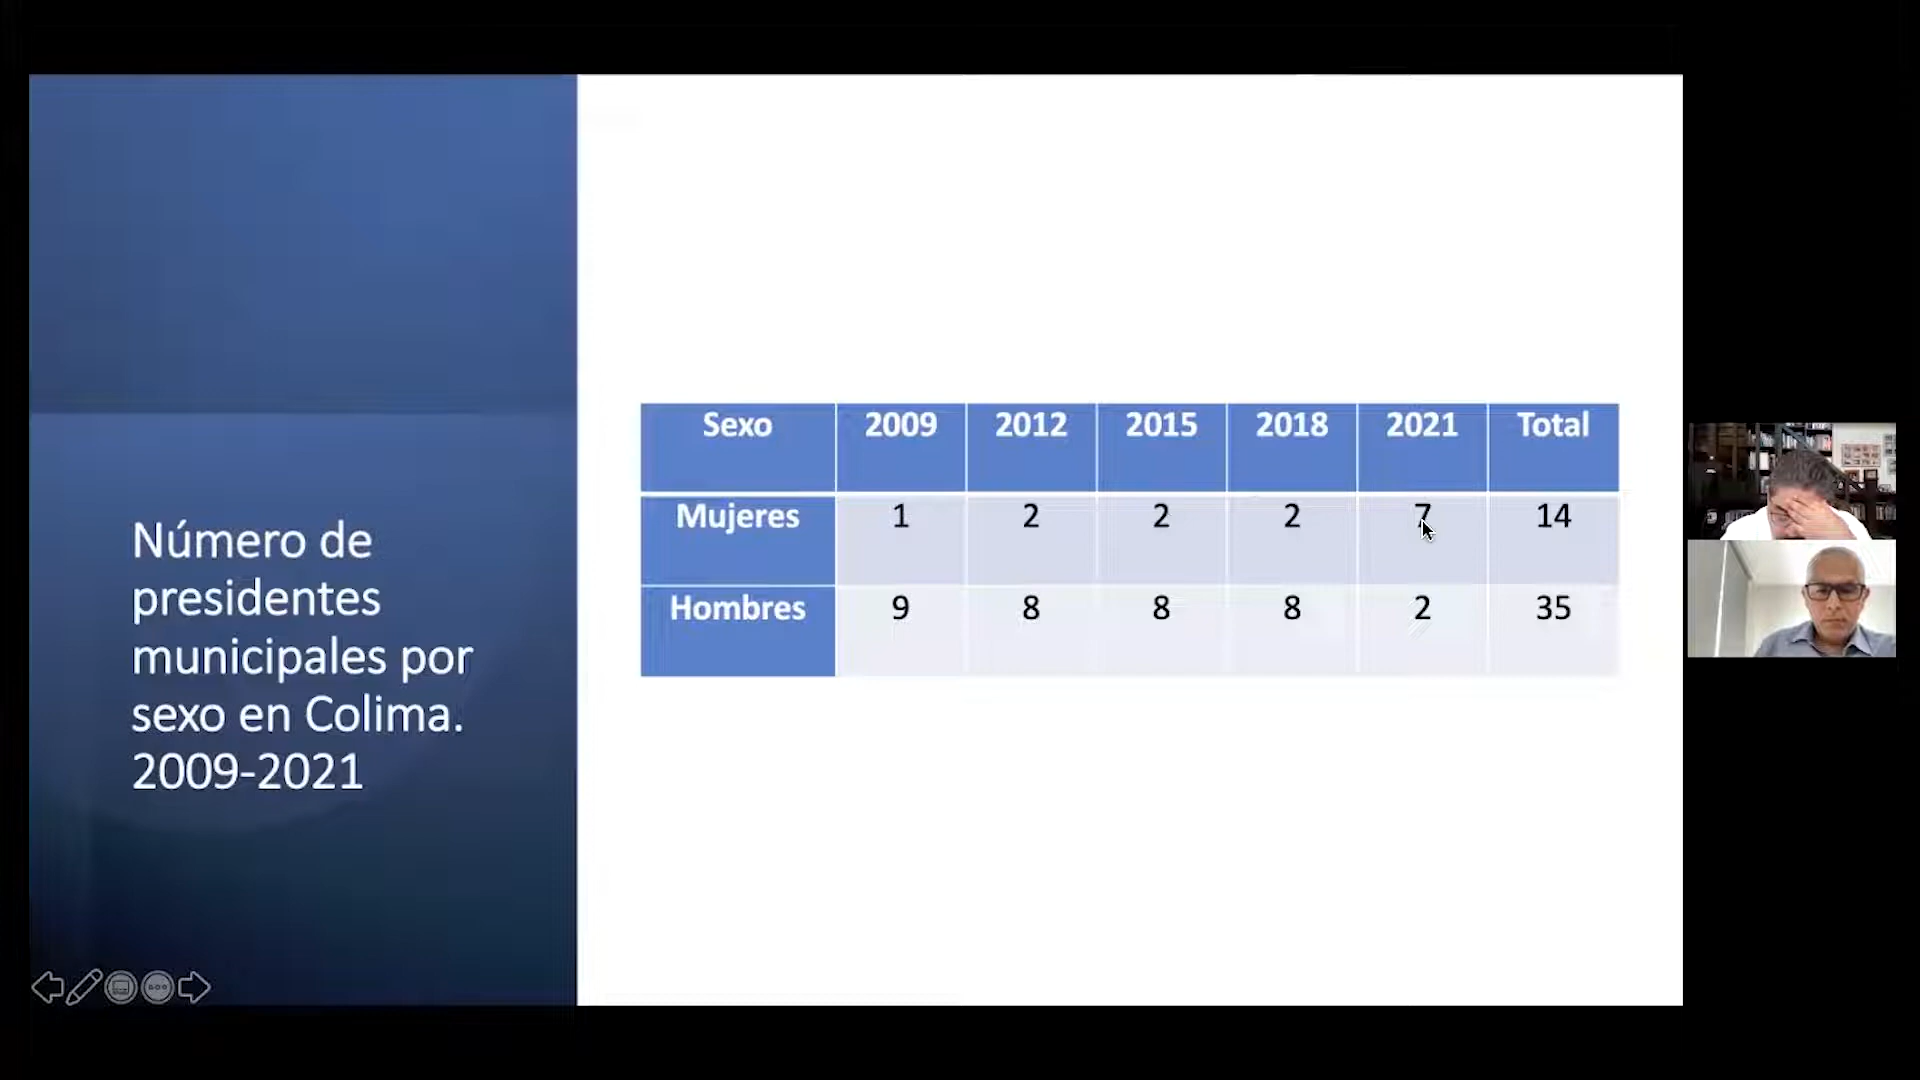 Número de
presidentes
municipales por
sexo en Colima.
2009-2021
Sexo 2009 2012 2015 2018 2021 Total
Mujeres 1 2 2 2 7 14
Hombres 9 8 8 8 2 35